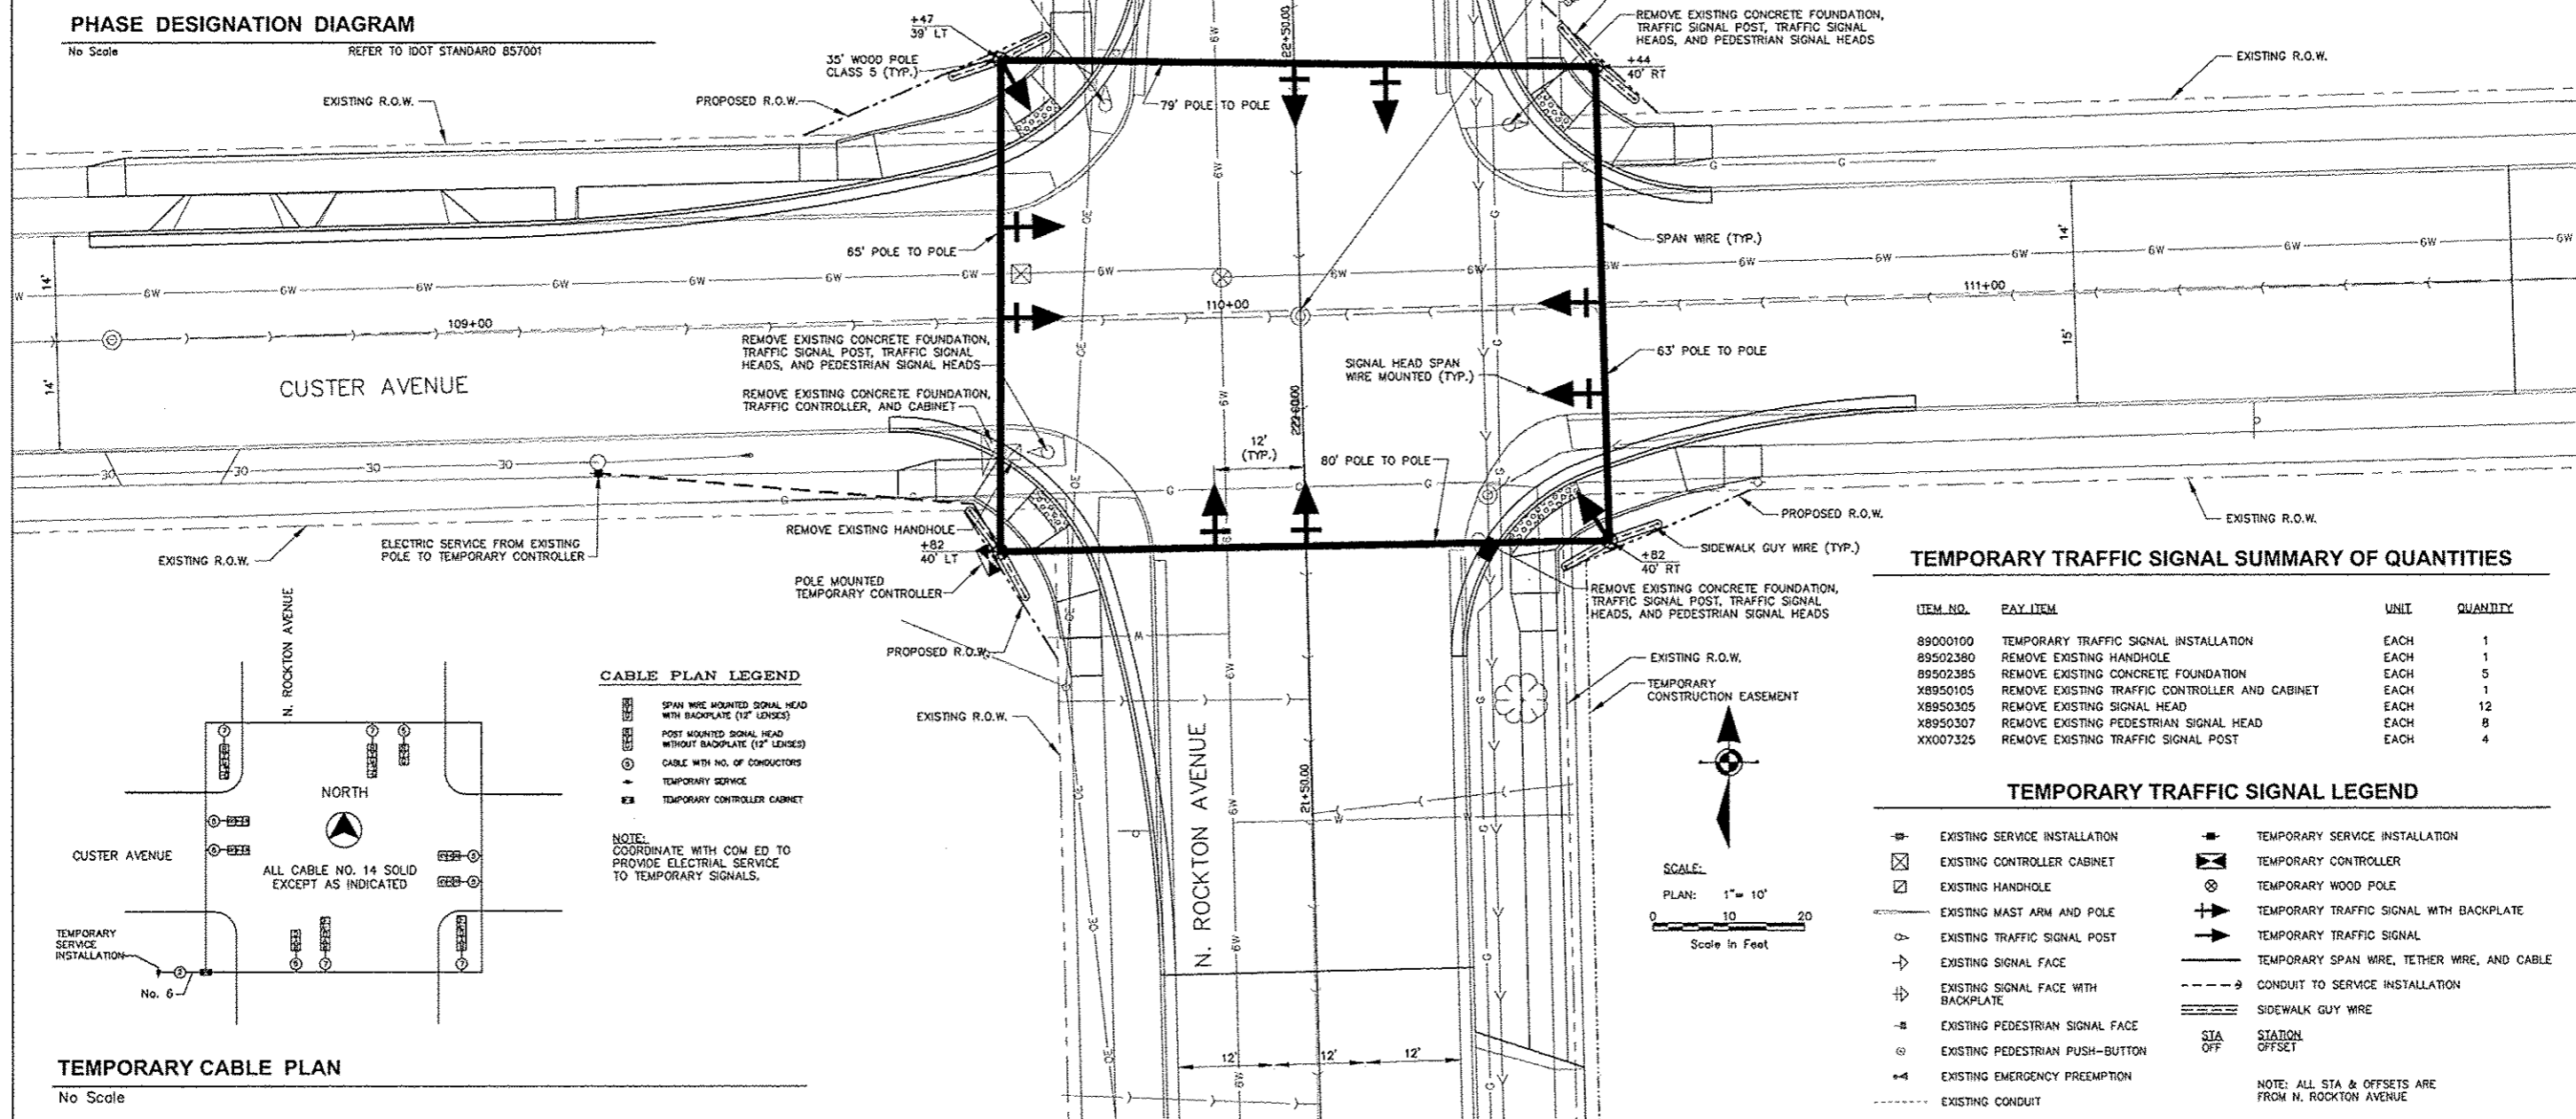 PHASE DESIGNATION DIAGRAM
No Scale
REFER TO IDOT STANDARD 857001
+47
39' LT
35' WOOD POLE
CLASS 5 (TYP.)
EXISTING R.O.W.
PROPOSED R.O.W.
79' POLE TO POLE
22+50.00
6W
REMOVE EXISTING CONCRETE FOUNDATION,
TRAFFIC SIGNAL POST, TRAFFIC SIGNAL
HEADS, AND PEDESTRIAN SIGNAL HEADS
+44
40' RT
EXISTING R.O.W.
65' POLE TO POLE
SPAN WIRE (TYP.)
14'
14'
14'
15'
109+00
110+00
111+00
CUSTER AVENUE
REMOVE EXISTING CONCRETE FOUNDATION,
TRAFFIC SIGNAL POST, TRAFFIC SIGNAL
HEADS, AND PEDESTRIAN SIGNAL HEADS
REMOVE EXISTING CONCRETE FOUNDATION,
TRAFFIC CONTROLLER, AND CABINET
SIGNAL HEAD SPAN
WIRE MOUNTED (TYP.)
63' POLE TO POLE
12'
(TYP.)
80' POLE TO POLE
30 30 30 30
REMOVE EXISTING HANDHOLE
+82
40' LT
EXISTING R.O.W.
ELECTRIC SERVICE FROM EXISTING
POLE TO TEMPORARY CONTROLLER
POLE MOUNTED
TEMPORARY CONTROLLER
PROPOSED R.O.W.
PROPOSED R.O.W.
EXISTING R.O.W.
SIDEWALK GUY WIRE (TYP.)
+82
40' RT
REMOVE EXISTING CONCRETE FOUNDATION,
TRAFFIC SIGNAL POST, TRAFFIC SIGNAL
HEADS, AND PEDESTRIAN SIGNAL HEADS
EXISTING R.O.W.
TEMPORARY
CONSTRUCTION EASEMENT
EXISTING R.O.W.
N. ROCKTON AVENUE
21+50.00
12' 12' 12'
SCALE:
PLAN: 1"= 10'
0 10 20
Scale In Feet
TEMPORARY TRAFFIC SIGNAL SUMMARY OF QUANTITIES
ITEM NO. PAY ITEM UNIT QUANTITY
89000100 TEMPORARY TRAFFIC SIGNAL INSTALLATION EACH 1
89502380 REMOVE EXISTING HANDHOLE EACH 1
89502385 REMOVE EXISTING CONCRETE FOUNDATION EACH 5
X8950105 REMOVE EXISTING TRAFFIC CONTROLLER AND CABINET EACH 1
X8950305 REMOVE EXISTING SIGNAL HEAD EACH 12
X8950307 REMOVE EXISTING PEDESTRIAN SIGNAL HEAD EACH 8
XX007325 REMOVE EXISTING TRAFFIC SIGNAL POST EACH 4
TEMPORARY TRAFFIC SIGNAL LEGEND
EXISTING SERVICE INSTALLATION
EXISTING CONTROLLER CABINET
EXISTING HANDHOLE
EXISTING MAST ARM AND POLE
EXISTING TRAFFIC SIGNAL POST
EXISTING SIGNAL FACE
EXISTING SIGNAL FACE WITH
BACKPLATE
EXISTING PEDESTRIAN SIGNAL FACE
EXISTING PEDESTRIAN PUSH-BUTTON
EXISTING EMERGENCY PREEMPTION
EXISTING CONDUIT
TEMPORARY SERVICE INSTALLATION
TEMPORARY CONTROLLER
TEMPORARY WOOD POLE
TEMPORARY TRAFFIC SIGNAL WITH BACKPLATE
TEMPORARY TRAFFIC SIGNAL
TEMPORARY SPAN WIRE, TETHER WIRE, AND CABLE
CONDUIT TO SERVICE INSTALLATION
SIDEWALK GUY WIRE
STA STATION
OFF OFFSET
NOTE: ALL STA & OFFSETS ARE
FROM N. ROCKTON AVENUE
N. ROCKTON AVENUE
NORTH
CUSTER AVENUE
ALL CABLE NO. 14 SOLID
EXCEPT AS INDICATED
TEMPORARY
SERVICE
INSTALLATION
No. 6
CABLE PLAN LEGEND
SPAN WIRE MOUNTED SIGNAL HEAD
WITH BACKPLATE (12" LENSES)
POST MOUNTED SIGNAL HEAD
WITHOUT BACKPLATE (12" LENSES)
CABLE WITH NO. OF CONDUCTORS
TEMPORARY SERVICE
TEMPORARY CONTROLLER CABINET
NOTE:
COORDINATE WITH COM ED TO
PROVIDE ELECTRIAL SERVICE
TO TEMPORARY SIGNALS.
TEMPORARY CABLE PLAN
No Scale